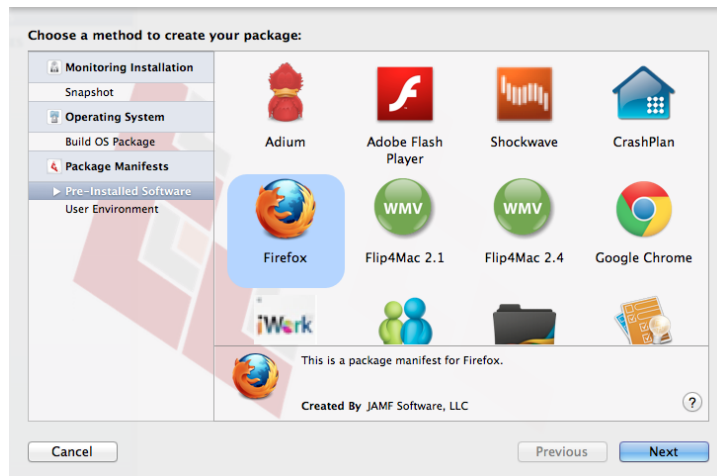 Choose a method to create your package:
Monitoring Installation
Snapshot
Operating System
Build OS Package
Package Manifests
Pre-Installed Software
User Environment
Adium
Adobe Flash
Player
Shockwave
CrashPlan
WMV
WMV
Firefox
Flip4Mac 2.1
Flip4Mac 2.4
Google Chrome
iWork
This is a package manifest for Firefox.
Created By JAMF Software, LLC
?
Cancel
Previous
Next